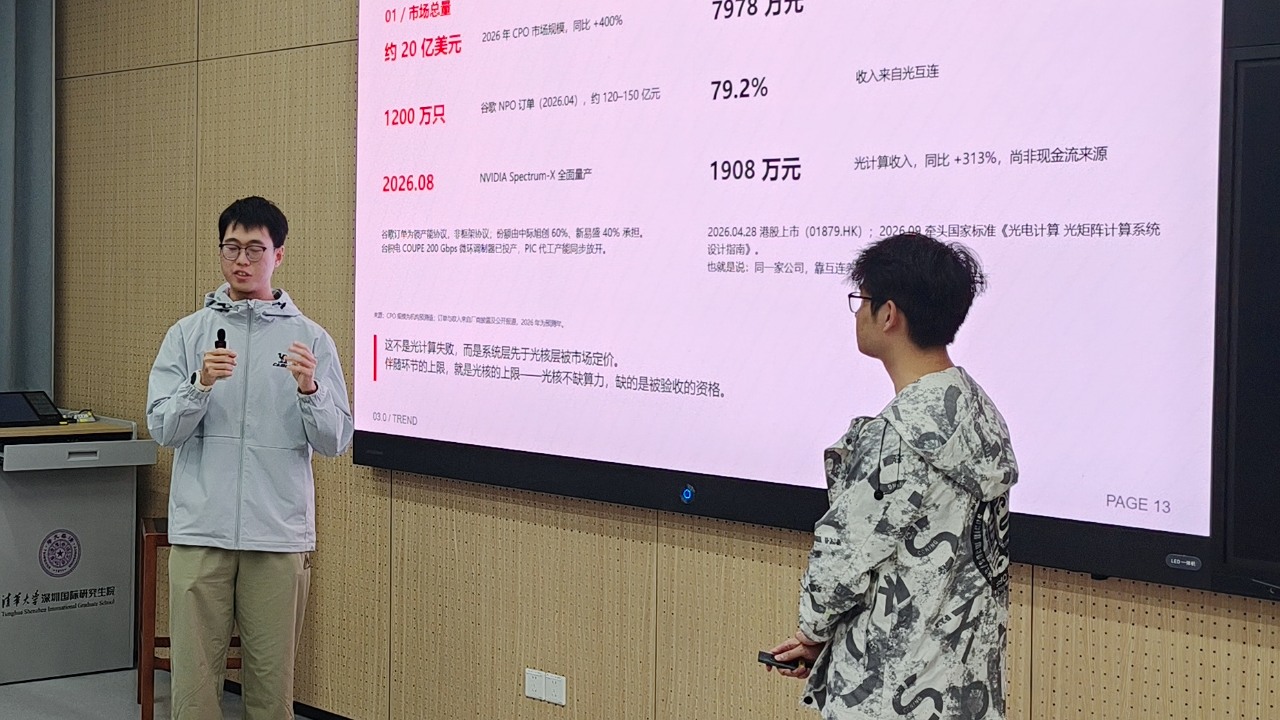 01 / 市场总量
约 20 亿美元
2026 年 CPO 市场规模，同比 +400%
1200 万只
谷歌 NPO 订单（2026.04），约 120–150 亿元
2026.08
NVIDIA Spectrum-X 全面量产
谷歌订单为锁产能协议，非框架协议；份额由中际旭创 60%、新易盛 40% 承担。
台积电 COUPE 200 Gbps 微环调制器已投产，PIC 代工产能同步放开。
7978 万元
79.2%
收入来自光互连
1908 万元
光计算收入，同比 +313%，尚非现金流来源
2026.04.28 港股上市（01879.HK）；2026.09 牵头国家标准《光电计算 光矩阵计算系统
设计指南》。
也就是说：同一家公司，靠互连
这不是光计算失败，而是系统层先于光核层被市场定价。
伴随环节的上限，就是光核的上限——光核不缺算力，缺的是被验收的资格。
03.0 / TREND
PAGE 13
LED一体机
清华大学深圳国际研究生院
Tsinghua Shenzhen International Graduate School